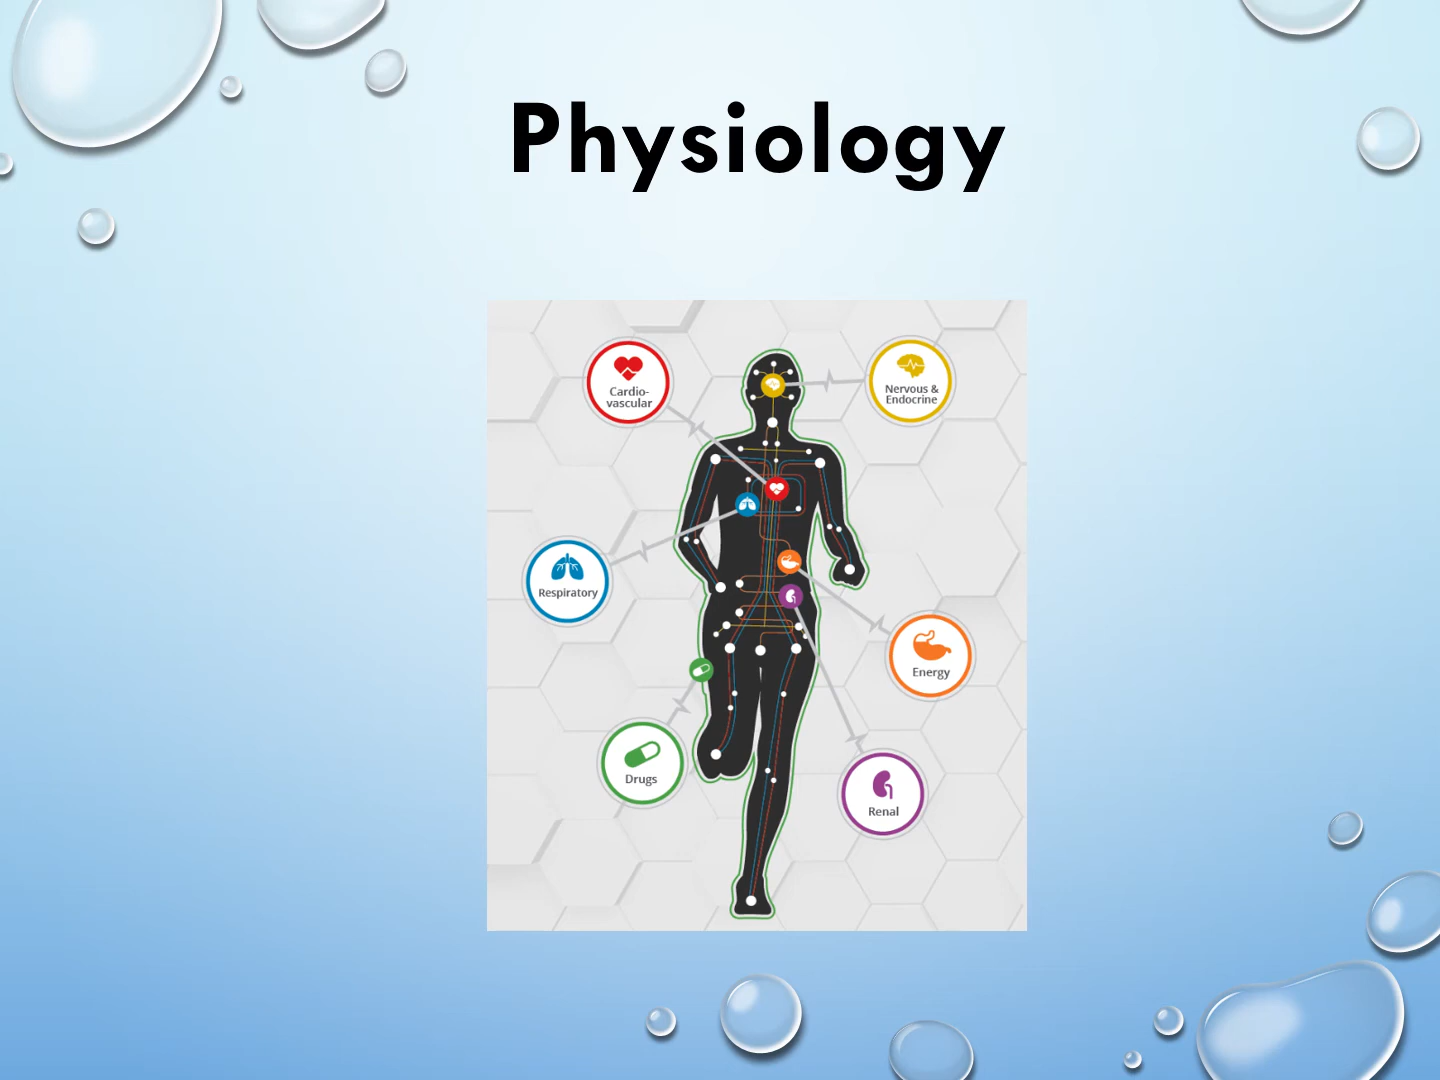 Physiology
Cardio-
vascular
Nervous &
Endocrine
Respiratory
Energy
Drugs
Renal